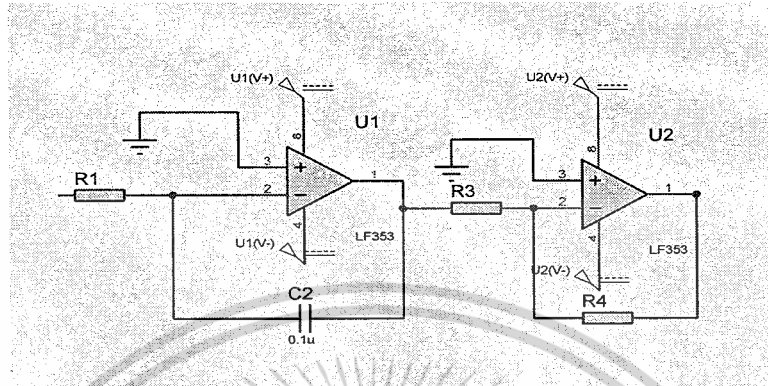 U1(V+)
U1
8
3
1
2
4
R1
U1(V-)
LF353
C2
0.1u
U2(V+)
U2
8
3
1
2
4
R3
U2(V-)
LF353
R4